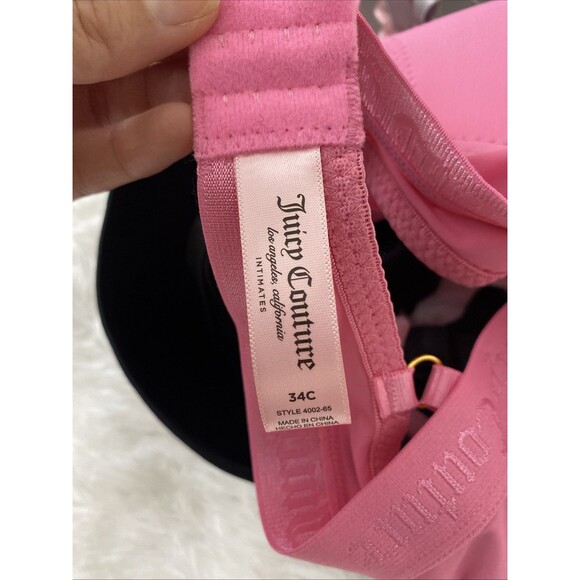 Juicy Couture
los angeles, california
INTIMATES
34C
STYLE 4002-65
MADE IN CHINA
HECHO EN CHINA